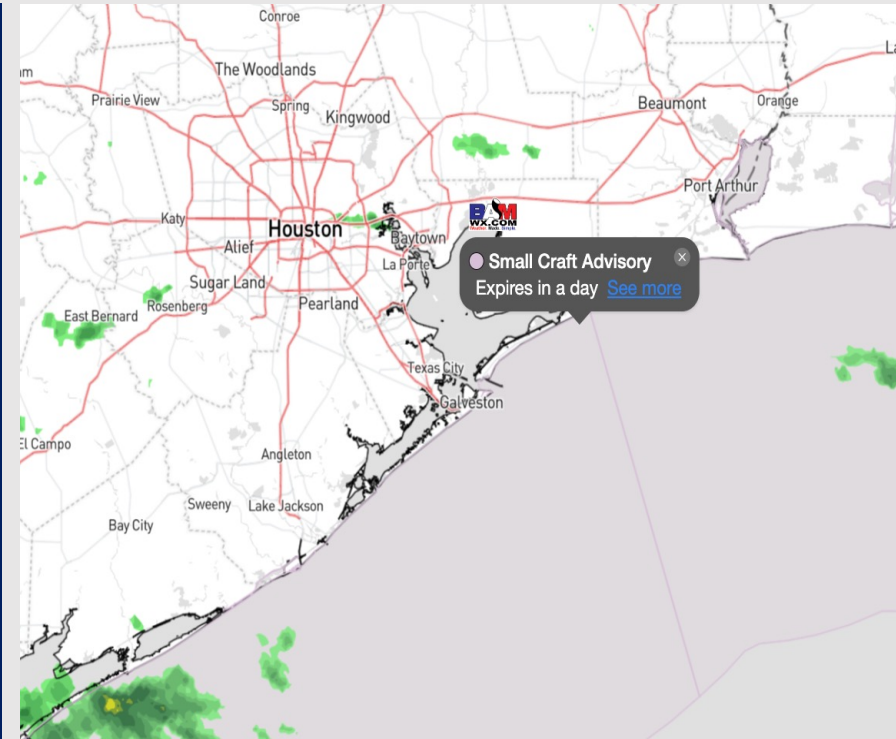 Conroe
The Woodlands
Prairie View
Spring
Kingwood
Beaumont
Orange
Port Arthur
Katy
Houston
BAM
WX.COM
Baytown
Alief
La Porte
Small Craft Advisory
Expires in a day See more
Sugar Land
Pearland
Rosenberg
East Bernard
Texas City
Galveston
El Campo
Angleton
Sweeny
Lake Jackson
Bay City